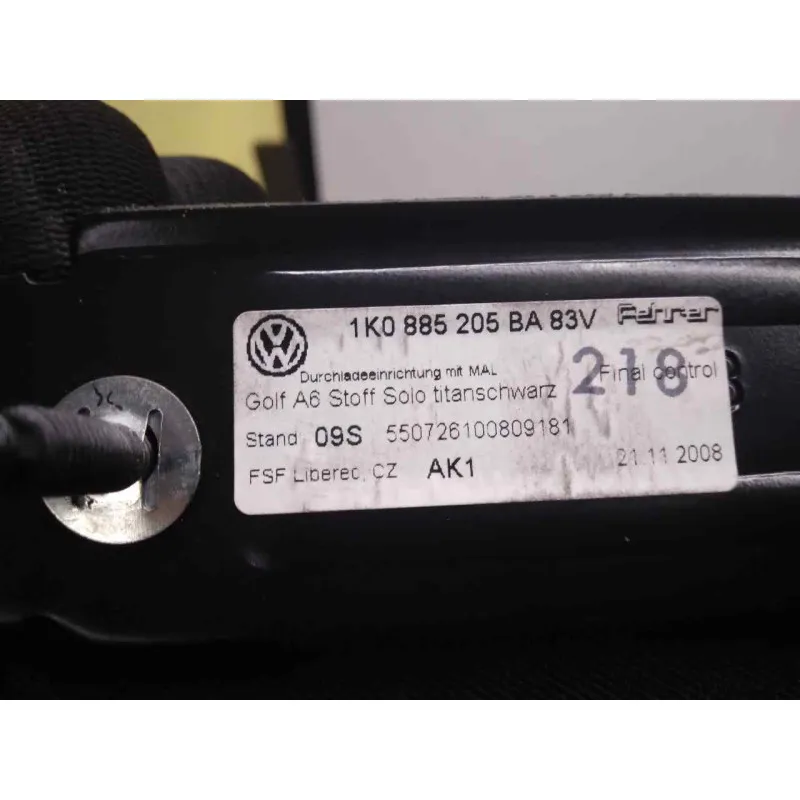 1K0 885 205 BA 83V Fehrer
Durchladeeinrichtung mit MAL
218 Final control
Golf A6 Stoff Solo titanschwarz
Stand 09S 550726100809181
FSF Liberec, CZ AK1 21.11.2008